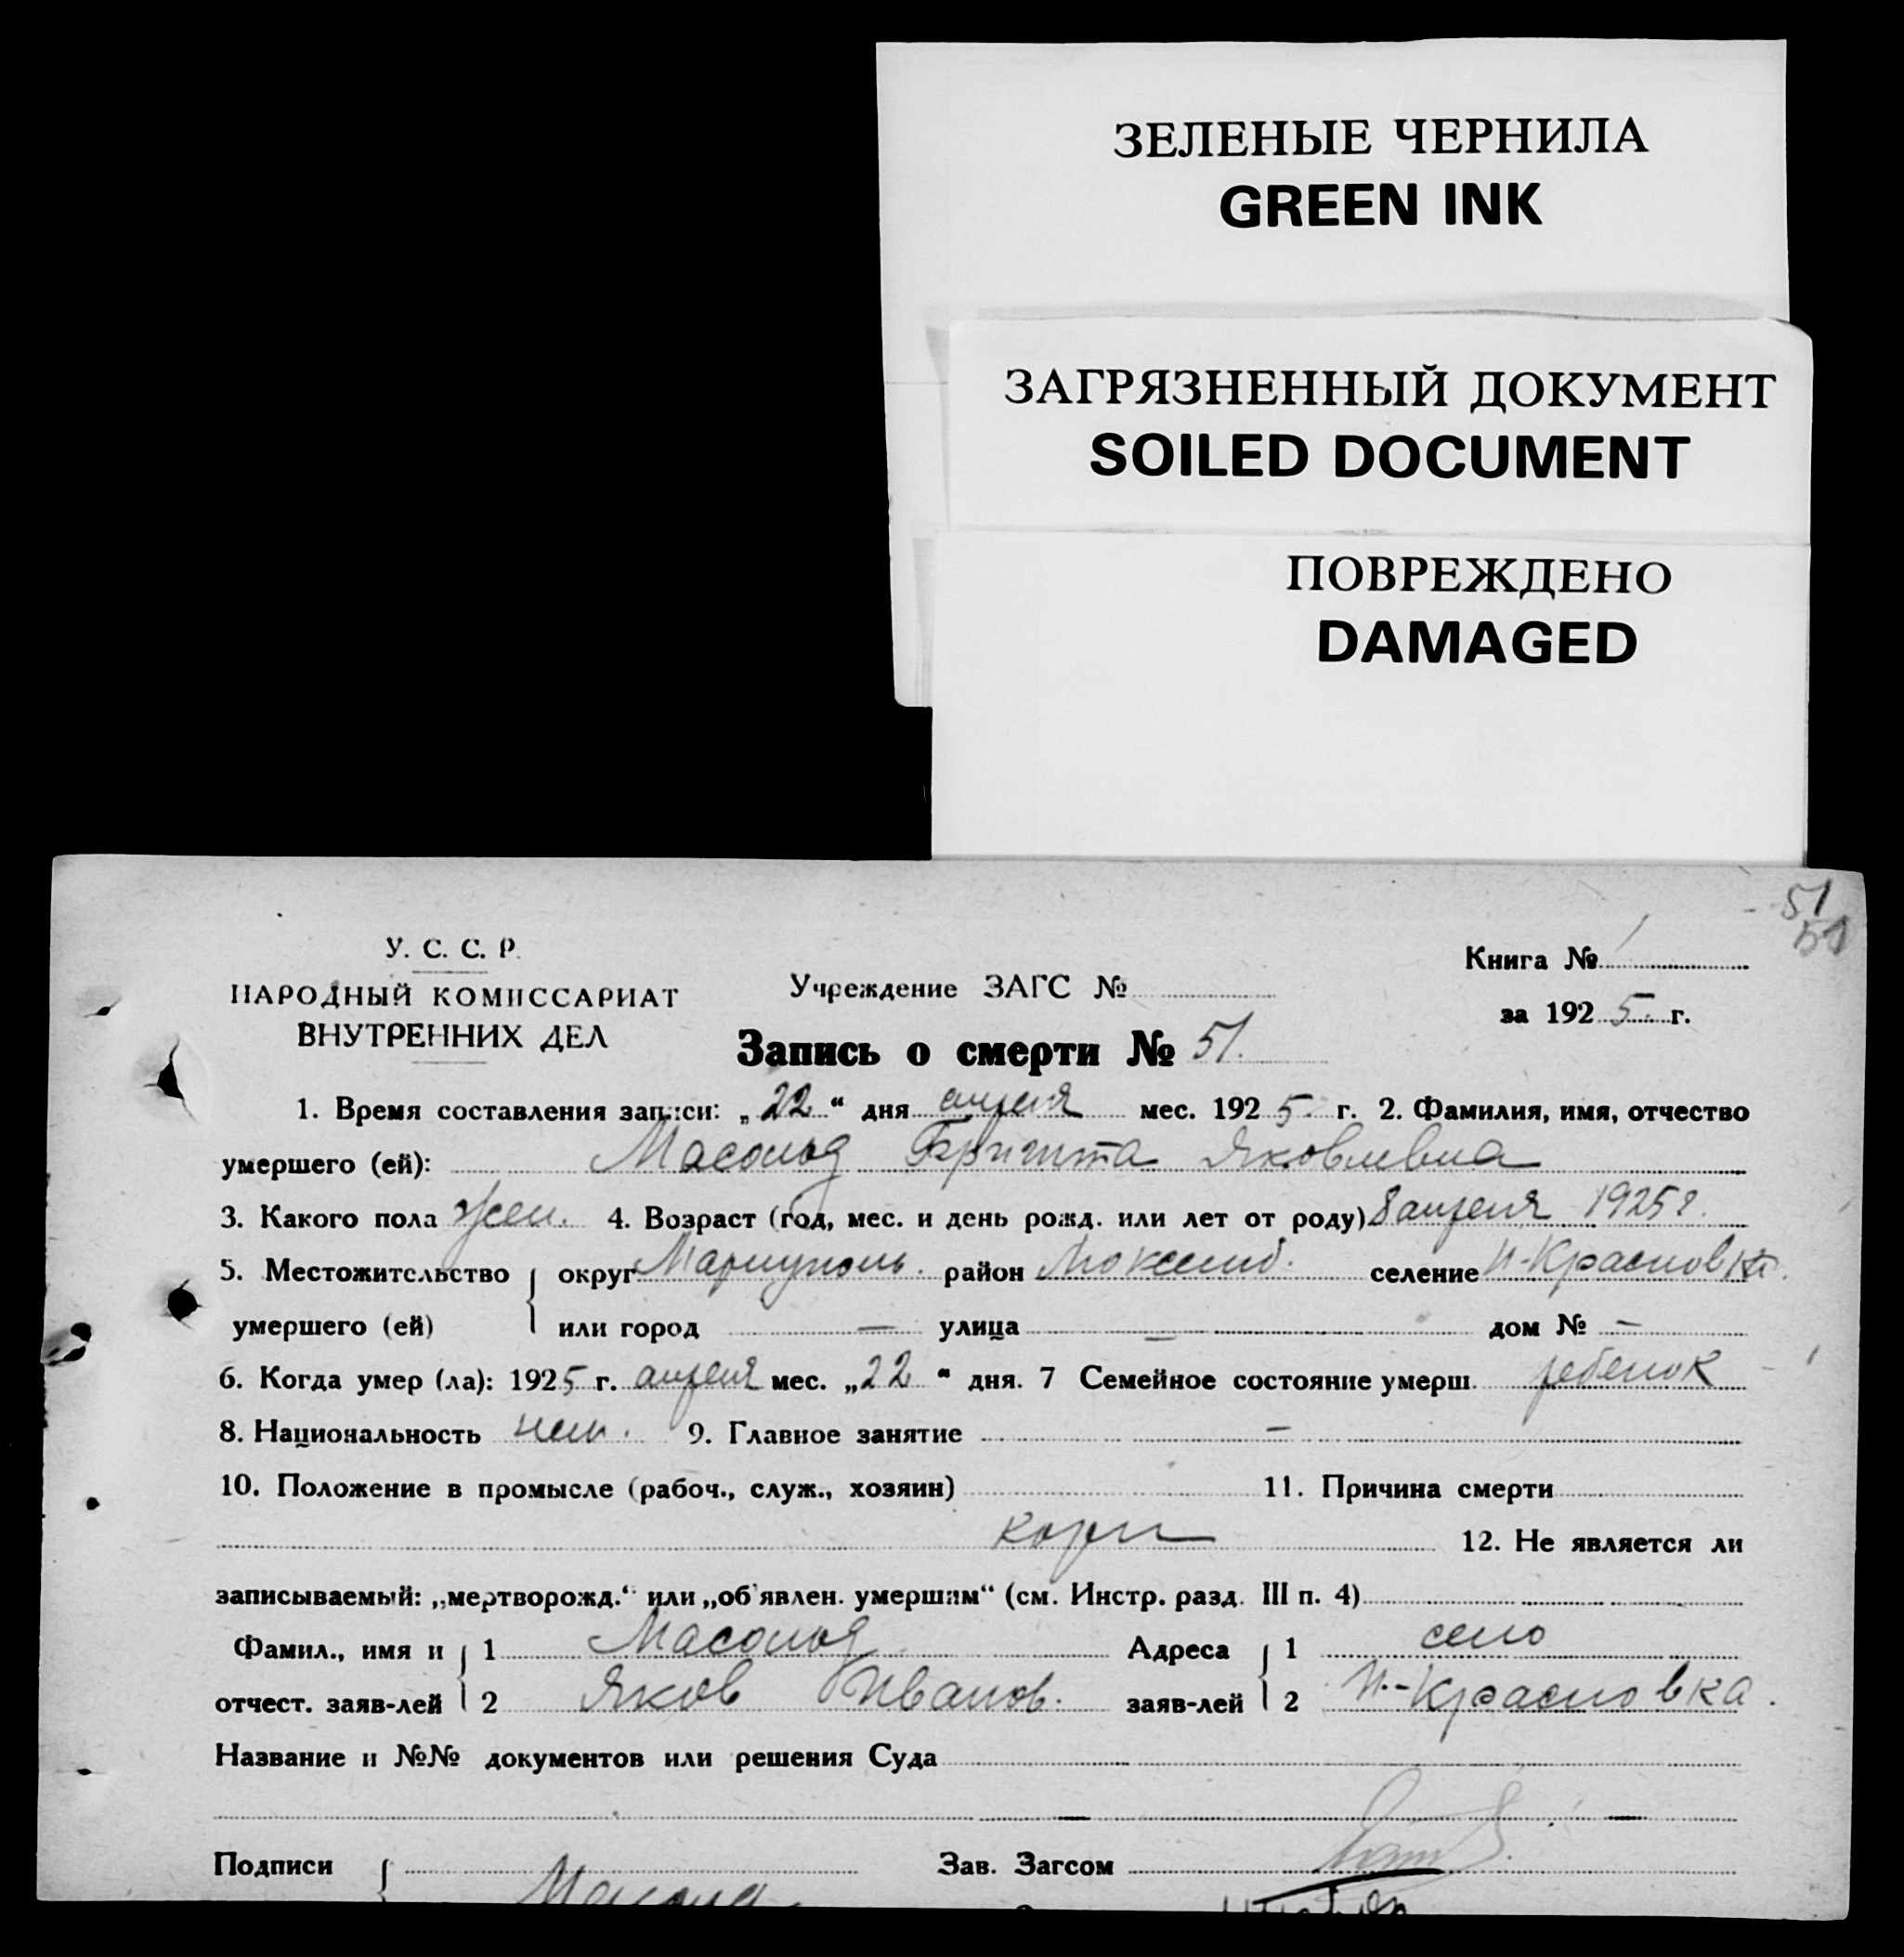 ЗЕЛЕНЫЕ ЧЕРНИЛА
GREEN INK
ЗАГРЯЗНЕННЫЙ ДОКУМЕНТ
SOILED DOCUMENT
ПОВРЕЖДЕНО
DAMAGED
51
У. С. С. Р.
НАРОДНЫЙ КОМИССАРИАТ
ВНУТРЕННИХ ДЕЛ
Учреждение ЗАГС №
Книга № 1
за 1925 г.
Запись о смерти № 51.
1. Время составления записи: „22“ дня апреля мес. 1925 г. 2. Фамилия, имя, отчество
умершего (ей): Яковлевна
3. Какого пола жен. 4. Возраст (год, мес. и день рожд. или лет от роду) 8 апреля 1925 г.
5. Местожительство округ Мариуполь. район селение Н-Красновка.
умершего (ей) или город — улица — дом № —
6. Когда умер (ла): 1925 г. апреля мес. „22“ дня. 7 Семейное состояние умерш. ребенок
8. Национальность нем. 9. Главное занятие —
10. Положение в промысле (рабоч., служ., хозяин) 11. Причина смерти
кори 12. Не является ли
записываемый: „мертворожд.“ или „об'явлен. умершим“ (см. Инстр. разд. III п. 4)
Фамил., имя и 1 Адреса 1 село
отчест. заяв-лей 2 Яков Иванов. заяв-лей 2 Н.-Красновка.
Название и №№ документов или решения Суда
Подписи Зав. Загсом